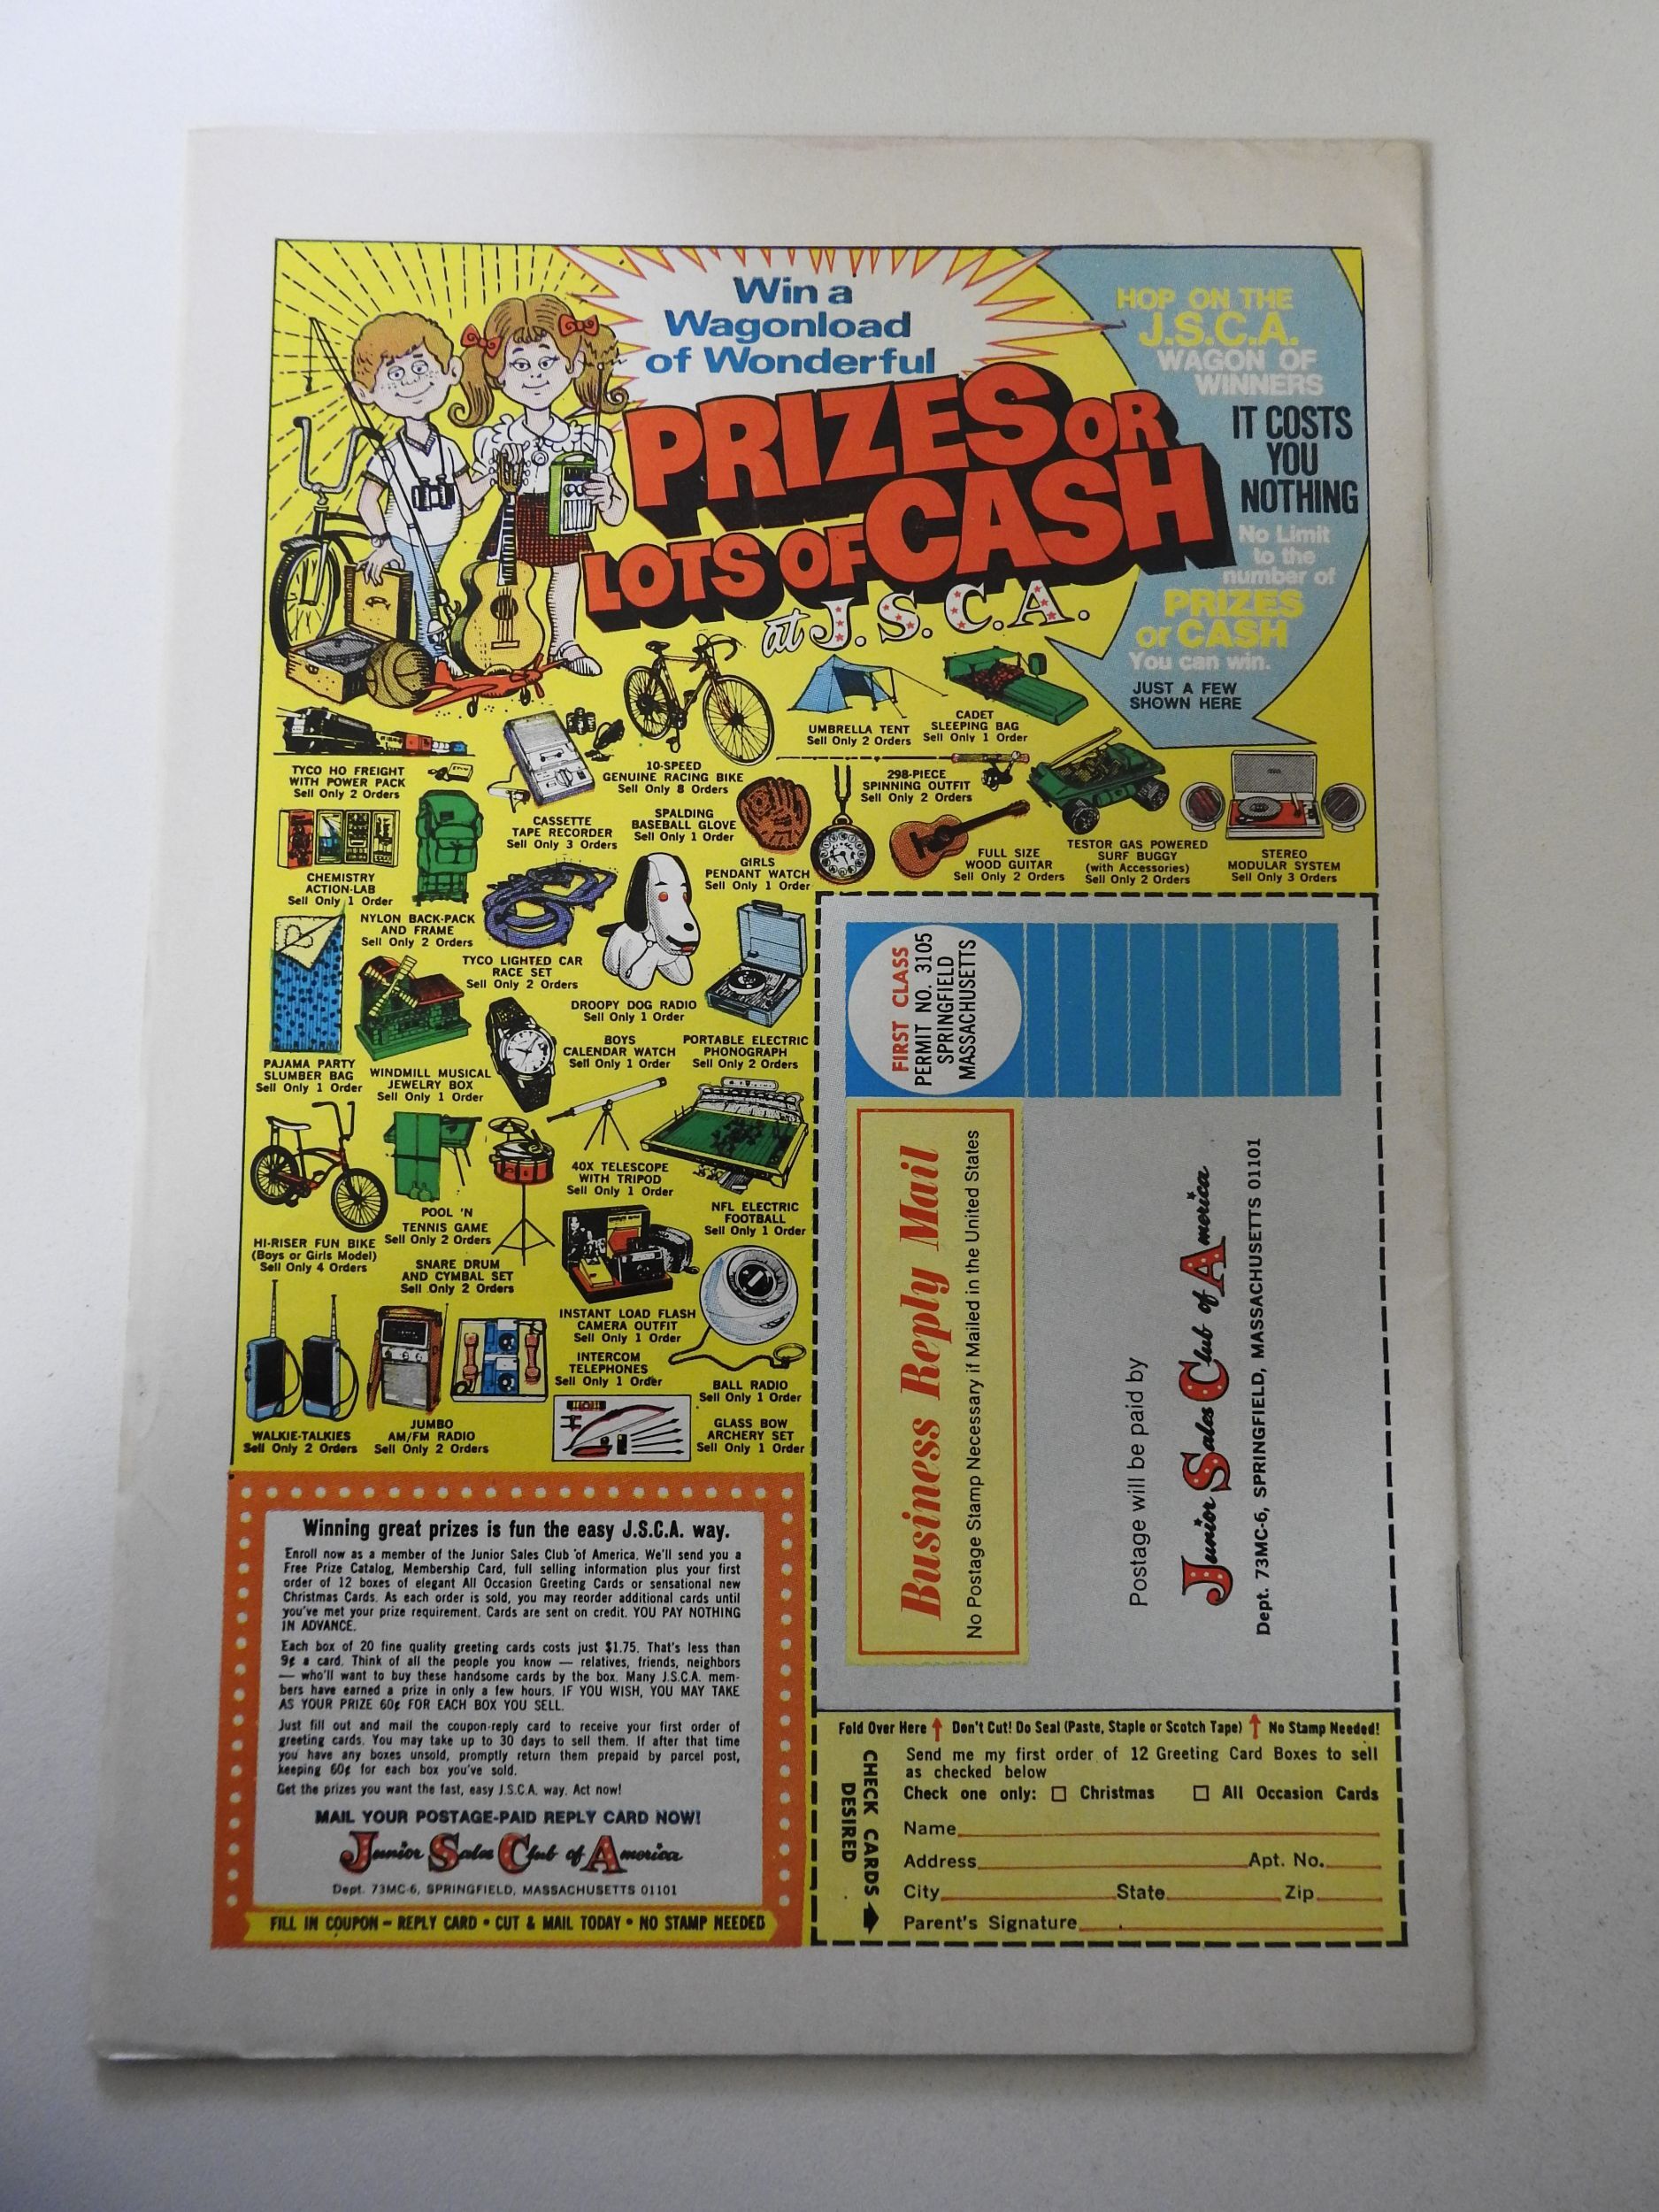 Win a
Wagonload
of Wonderful
PRIZES OR
LOTS OF CASH
at J.S.C.A.
HOP ON THE
J.S.C.A.
WAGON OF
WINNERS
IT COSTS
YOU
NOTHING
No Limit
to the
number of
PRIZES
or CASH
You can win.
JUST A FEW
SHOWN HERE
UMBRELLA TENT
Sell Only 2 Orders
CADET
SLEEPING BAG
Sell Only 1 Order
TYCO HO FREIGHT
WITH POWER PACK
Sell Only 2 Orders
10-SPEED
GENUINE RACING BIKE
Sell Only 8 Orders
298-PIECE
SPINNING OUTFIT
Sell Only 2 Orders
CASSETTE
TAPE RECORDER
Sell Only 3 Orders
SPALDING
BASEBALL GLOVE
Sell Only 1 Order
FULL SIZE
WOOD GUITAR
Sell Only 2 Orders
TESTOR GAS POWERED
SURF BUGGY
(with Accessories)
Sell Only 2 Orders
STEREO
MODULAR SYSTEM
Sell Only 3 Orders
CHEMISTRY
ACTION-LAB
Sell Only 1 Order
GIRLS
PENDANT WATCH
Sell Only 1 Order
NYLON BACK-PACK
AND FRAME
Sell Only 2 Orders
TYCO LIGHTED CAR
RACE SET
Sell Only 2 Orders
DROOPY DOG RADIO
Sell Only 1 Order
PAJAMA PARTY
SLUMBER BAG
Sell Only 1 Order
WINDMILL MUSICAL
JEWELRY BOX
Sell Only 1 Order
BOYS
CALENDAR WATCH
Sell Only 1 Order
PORTABLE ELECTRIC
PHONOGRAPH
Sell Only 2 Orders
40X TELESCOPE
WITH TRIPOD
Sell Only 1 Order
NFL ELECTRIC
FOOTBALL
Sell Only 1 Order
HI-RISER FUN BIKE
(Boys or Girls Model)
Sell Only 4 Orders
POOL 'N
TENNIS GAME
Sell Only 2 Orders
SNARE DRUM
AND CYMBAL SET
Sell Only 2 Orders
INSTANT LOAD FLASH
CAMERA OUTFIT
Sell Only 1 Order
INTERCOM
TELEPHONES
Sell Only 1 Order
BALL RADIO
Sell Only 1 Order
WALKIE-TALKIES
Sell Only 2 Orders
JUMBO
AM/FM RADIO
Sell Only 2 Orders
GLASS BOW
ARCHERY SET
Sell Only 1 Order
FIRST CLASS
PERMIT NO. 3105
SPRINGFIELD
MASSACHUSETTS
Business Reply Mail
No Postage Stamp Necessary if Mailed in the United States
Postage will be paid by
Junior Sales Club of America
Dept. 73MC-6, SPRINGFIELD, MASSACHUSETTS 01101
Winning great prizes is fun the easy J.S.C.A. way.
Enroll now as a member of the Junior Sales Club of America. We'll send you a
Free Prize Catalog, Membership Card, full selling information plus your first
order of 12 boxes of elegant All Occasion Greeting Cards or sensational new
Christmas Cards. As each order is sold, you may reorder additional cards until
you've met your prize requirement. Cards are sent on credit. YOU PAY NOTHING
IN ADVANCE.
Each box of 20 fine quality greeting cards costs just $1.75. That's less than
9¢ a card. Think of all the people you know — relatives, friends, neighbors
— who'll want to buy these handsome cards by the box. Many J.S.C.A. mem-
bers have earned a prize in only a few hours. IF YOU WISH, YOU MAY TAKE
AS YOUR PRIZE 60¢ FOR EACH BOX YOU SELL.
Just fill out and mail the coupon-reply card to receive your first order of
greeting cards. You may take up to 30 days to sell them. If after that time
you have any boxes unsold, promptly return them prepaid by parcel post,
keeping 60¢ for each box you've sold.
Get the prizes you want the fast, easy J.S.C.A. way. Act now!
MAIL YOUR POSTAGE-PAID REPLY CARD NOW!
Junior Sales Club of America
Dept. 73MC-6, SPRINGFIELD, MASSACHUSETTS 01101
FILL IN COUPON – REPLY CARD • CUT & MAIL TODAY • NO STAMP NEEDED
Fold Over Here ↑ Don't Cut! Do Seal (Paste, Staple or Scotch Tape) ↑ No Stamp Needed!
CHECK CARDS
DESIRED
Send me my first order of 12 Greeting Card Boxes to sell
as checked below
Check one only: □ Christmas □ All Occasion Cards
Name
Address Apt. No.
City State Zip
Parent's Signature